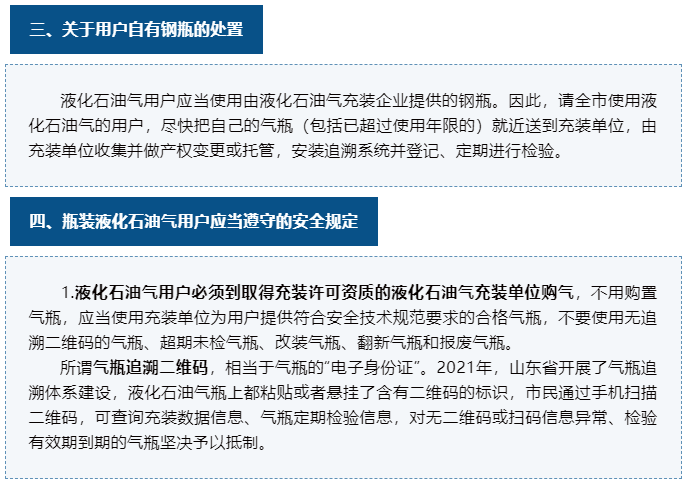 三、关于用户自有钢瓶的处置
液化石油气用户应当使用由液化石油气充装企业提供的钢瓶。因此，请全市使用液
化石油气的用户，尽快把自己的气瓶（包括已超过使用年限的）就近送到充装单位，由
充装单位收集并做产权变更或托管，安装追溯系统并登记、定期进行检验。
四、瓶装液化石油气用户应当遵守的安全规定
1.液化石油气用户必须到取得充装许可资质的液化石油气充装单位购气，不用购置
气瓶，应当使用充装单位为用户提供符合安全技术规范要求的合格气瓶，不要使用无追
溯二维码的气瓶、超期未检气瓶、改装气瓶、翻新气瓶和报废气瓶。
所谓气瓶追溯二维码，相当于气瓶的“电子身份证”。2021年，山东省开展了气瓶追
溯体系建设，液化石油气瓶上都粘贴或者悬挂了含有二维码的标识，市民通过手机扫描
二维码，可查询充装数据信息、气瓶定期检验信息，对无二维码或扫码信息异常、检验
有效期到期的气瓶坚决予以抵制。